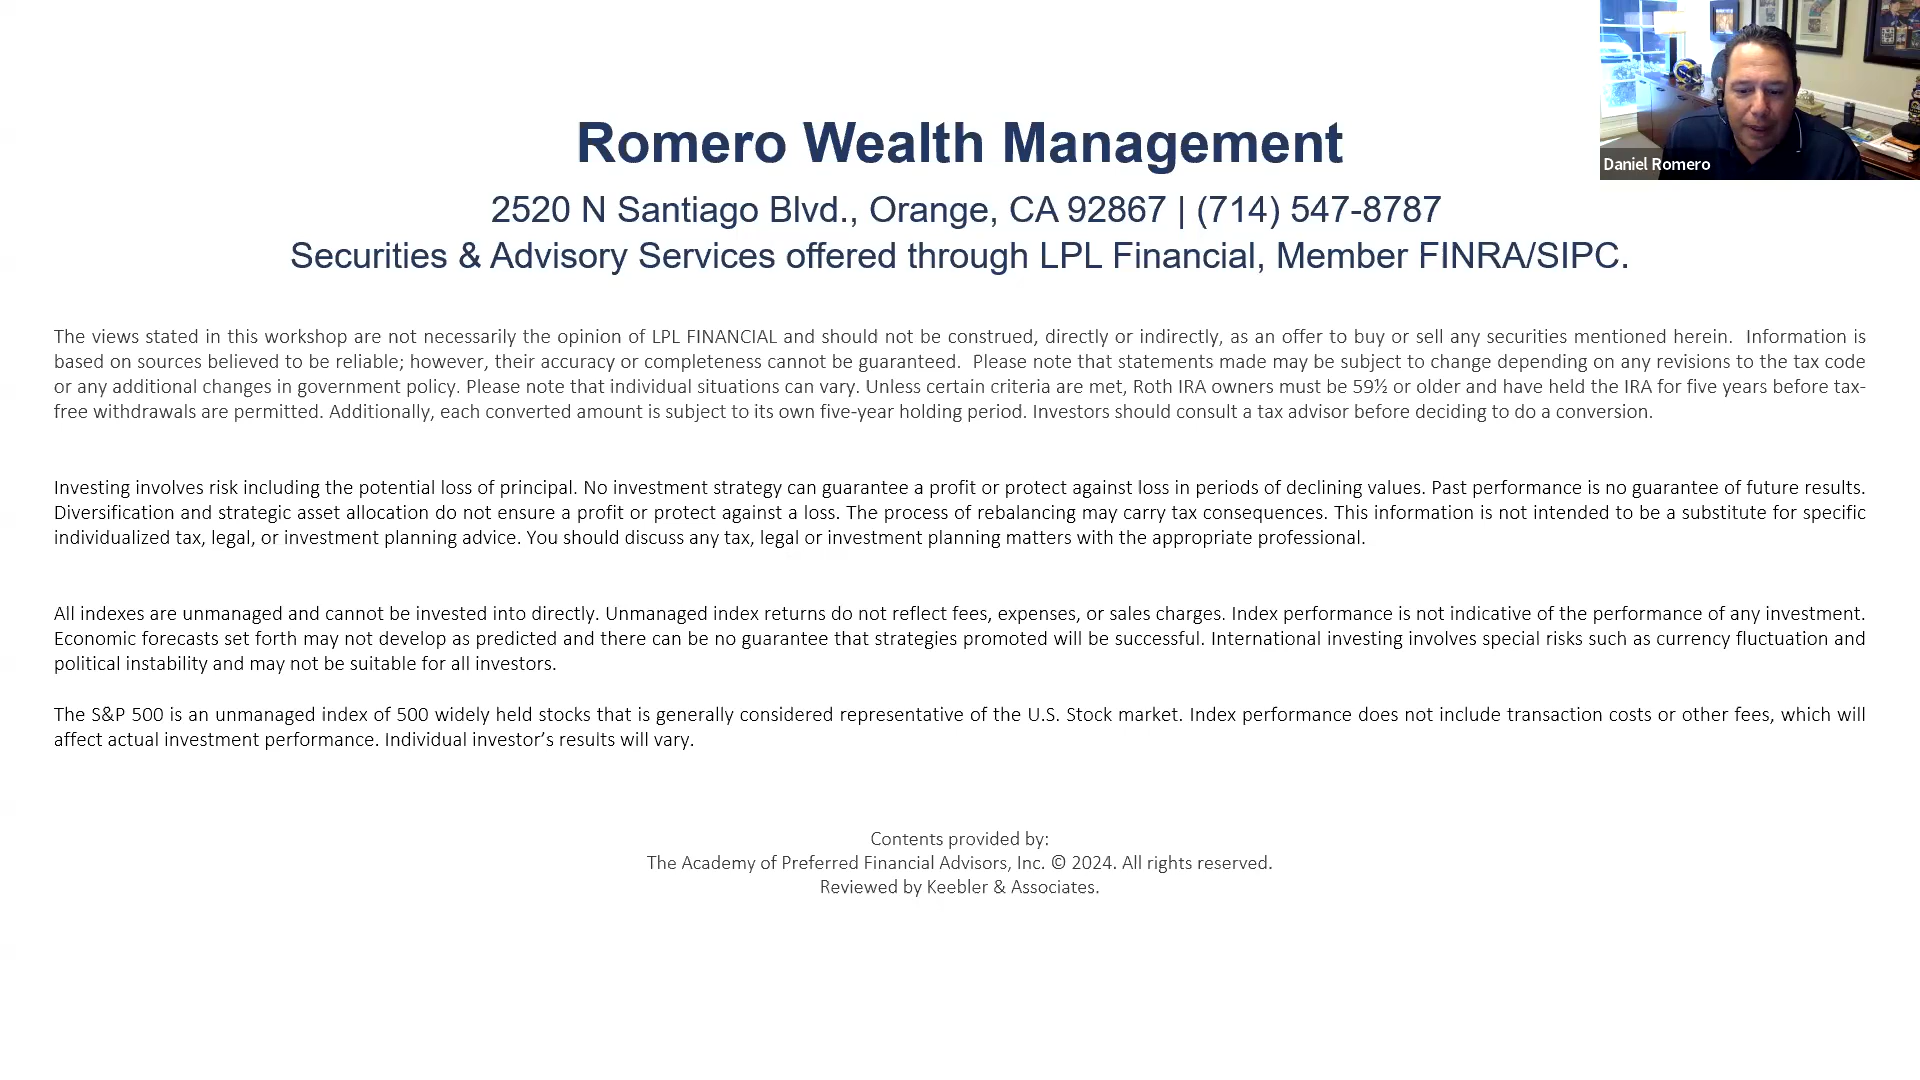 Romero Wealth Management
2520 N Santiago Blvd., Orange, CA 92867 | (714) 547-8787
Securities & Advisory Services offered through LPL Financial, Member FINRA/SIPC.
Daniel Romero
The views stated in this workshop are not necessarily the opinion of LPL FINANCIAL and should not be construed, directly or indirectly, as an offer to buy or sell any securities mentioned herein.  Information is
based on sources believed to be reliable; however, their accuracy or completeness cannot be guaranteed.  Please note that statements made may be subject to change depending on any revisions to the tax code
or any additional changes in government policy. Please note that individual situations can vary. Unless certain criteria are met, Roth IRA owners must be 59½ or older and have held the IRA for five years before tax-
free withdrawals are permitted. Additionally, each converted amount is subject to its own five-year holding period. Investors should consult a tax advisor before deciding to do a conversion.
Investing involves risk including the potential loss of principal. No investment strategy can guarantee a profit or protect against loss in periods of declining values. Past performance is no guarantee of future results.
Diversification and strategic asset allocation do not ensure a profit or protect against a loss. The process of rebalancing may carry tax consequences. This information is not intended to be a substitute for specific
individualized tax, legal, or investment planning advice. You should discuss any tax, legal or investment planning matters with the appropriate professional.
All indexes are unmanaged and cannot be invested into directly. Unmanaged index returns do not reflect fees, expenses, or sales charges. Index performance is not indicative of the performance of any investment.
Economic forecasts set forth may not develop as predicted and there can be no guarantee that strategies promoted will be successful. International investing involves special risks such as currency fluctuation and
political instability and may not be suitable for all investors.
The S&P 500 is an unmanaged index of 500 widely held stocks that is generally considered representative of the U.S. Stock market. Index performance does not include transaction costs or other fees, which will
affect actual investment performance. Individual investor’s results will vary.
Contents provided by:
The Academy of Preferred Financial Advisors, Inc. © 2024. All rights reserved.
Reviewed by Keebler & Associates.